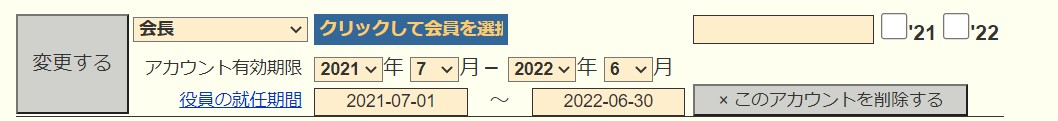 変更する
会長 クリックして会員を選 '21 '22
アカウント有効期限 2021 年 7 月 − 2022 年 6 月
役員の就任期間 2021-07-01 ～ 2022-06-30 × このアカウントを削除する